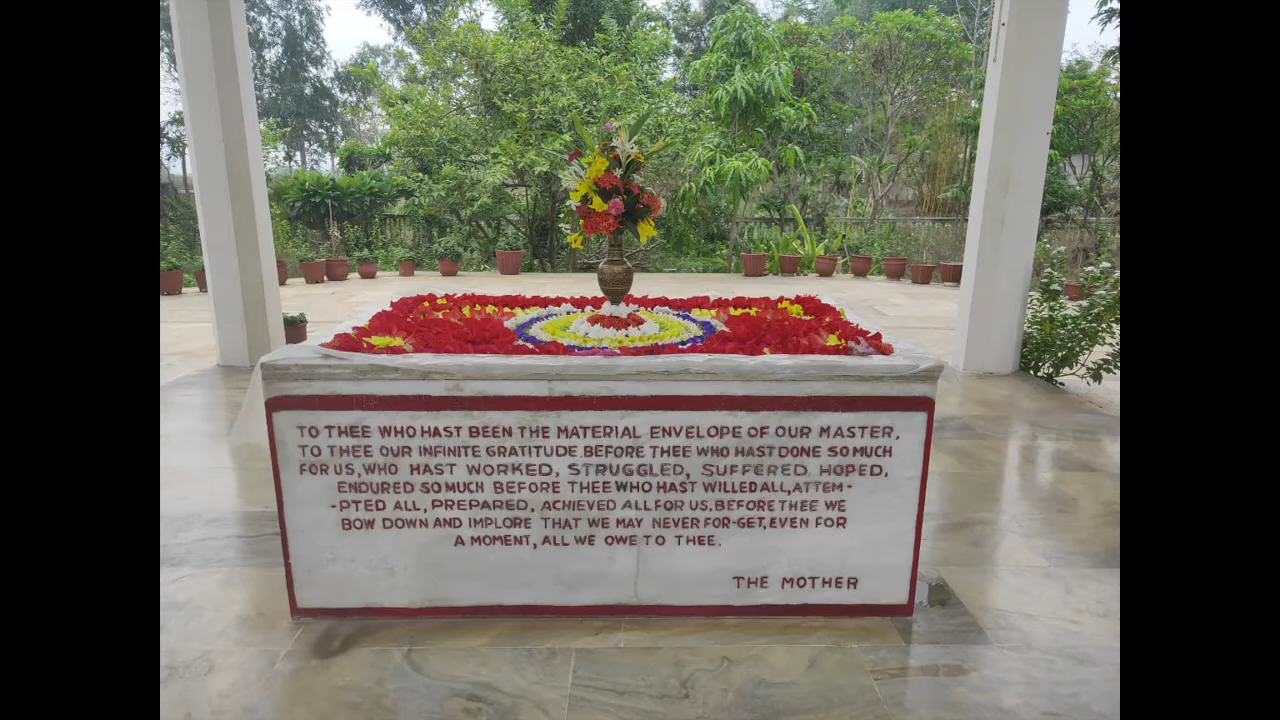 TO THEE WHO HAST BEEN THE MATERIAL ENVELOPE OF OUR MASTER,
TO THEE OUR INFINITE GRATITUDE.BEFORE THEE WHO HAST DONE SO MUCH
FOR US, WHO HAST WORKED, STRUGGLED, SUFFERED HOPED,
ENDURED SO MUCH BEFORE THEE WHO HAST WILLED ALL, ATTEM-
-PTED ALL, PREPARED, ACHIEVED ALL FOR US. BEFORE THEE WE
BOW DOWN AND IMPLORE THAT WE MAY NEVER FOR-GET, EVEN FOR
A MOMENT, ALL WE OWE TO THEE.
THE MOTHER